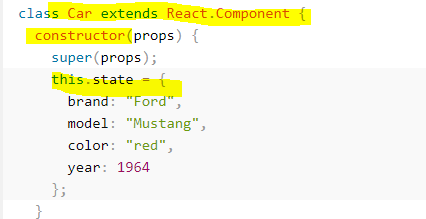 class Car extends React.Component {
constructor(props) {
super(props);
this.state = {
brand: "Ford",
model: "Mustang",
color: "red",
year: 1964
};
}